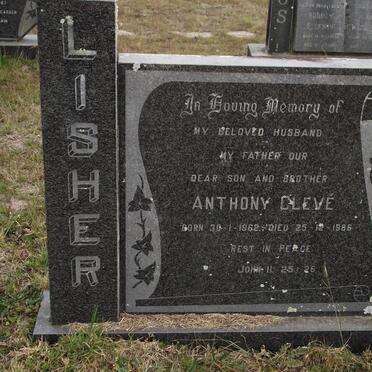 LISHER
In Loving Memory of
MY BELOVED HUSBAND
MY FATHER OUR
DEAR SON AND BROTHER
ANTHONY CLEVE
BORN 30-1-1962. DIED 25-12-1986
REST IN PEACE
JOHN 11: 25: 26